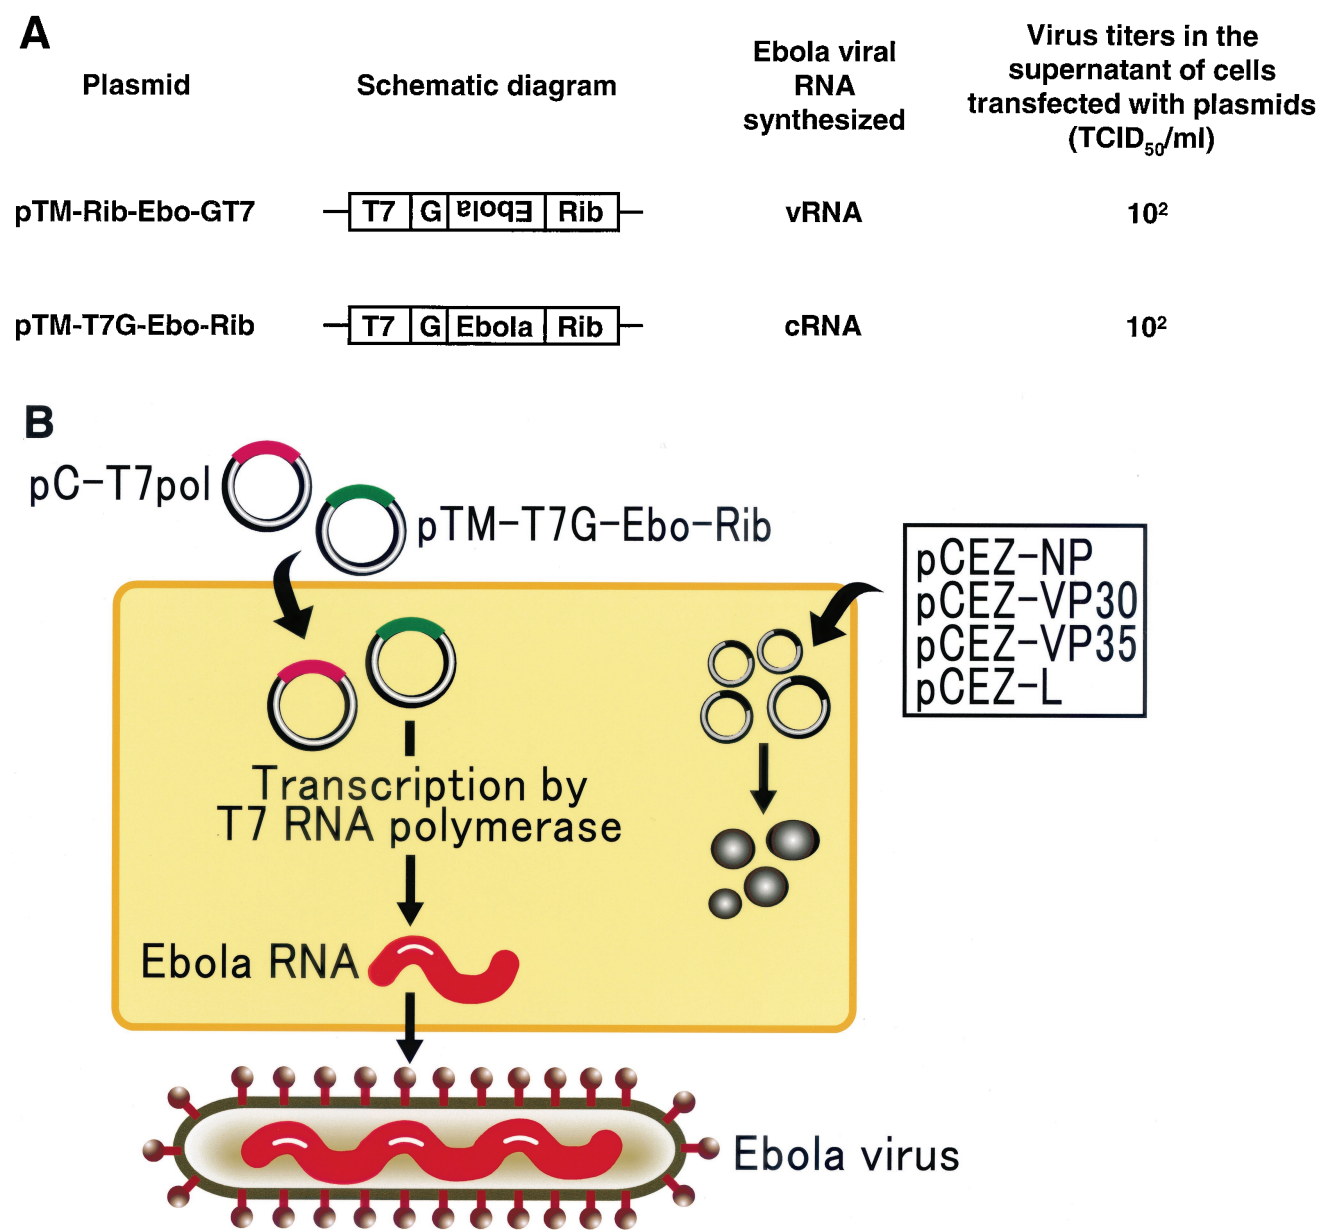 A
Plasmid
Schematic diagram
Ebola viral
RNA
synthesized
Virus titers in the
supernatant of cells
transfected with plasmids
(TCID50/ml)
pTM-Rib-Ebo-GT7
T7 G Ebola Rib
vRNA
10²
pTM-T7G-Ebo-Rib
T7 G Ebola Rib
cRNA
10²
B
pC-T7pol
pTM-T7G-Ebo-Rib
pCEZ-NP
pCEZ-VP30
pCEZ-VP35
pCEZ-L
Transcription by
T7 RNA polymerase
Ebola RNA
Ebola virus